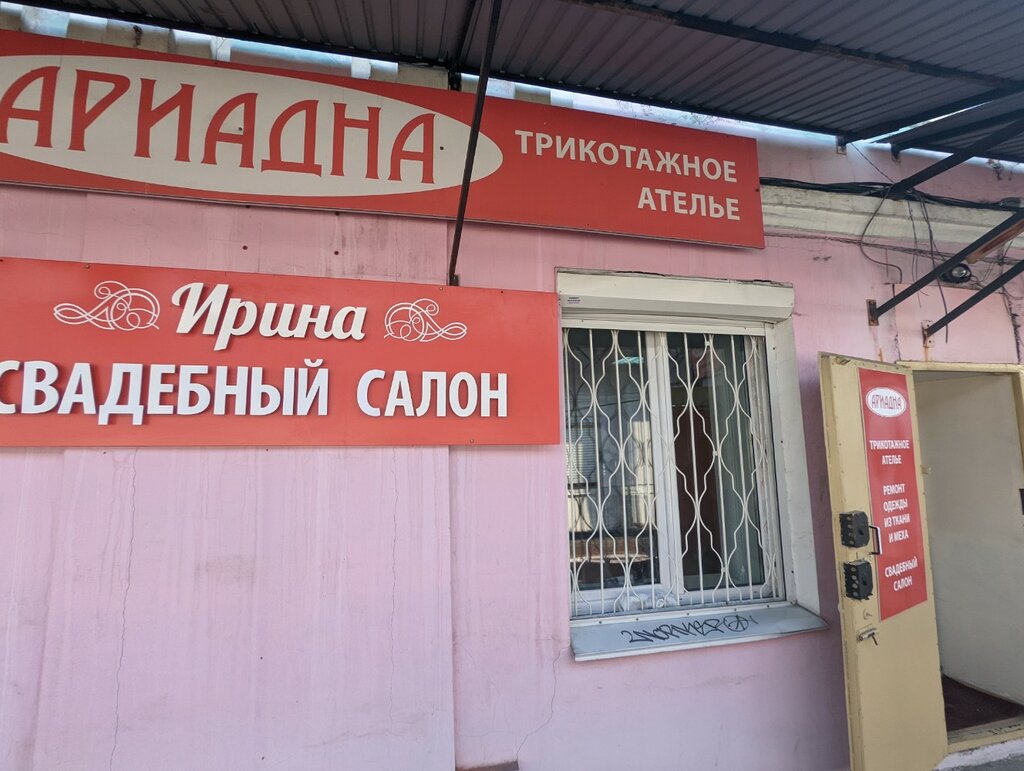 АРИАДНА
ТРИКОТАЖНОЕ
АТЕЛЬЕ
Ирина
СВАДЕБНЫЙ САЛОН
АРИАДНА
ТРИКОТАЖНОЕ
АТЕЛЬЕ
РЕМОНТ
ОДЕЖДЫ
ИЗ ТКАНИ
И МЕХА
СВАДЕБНЫЙ
САЛОН